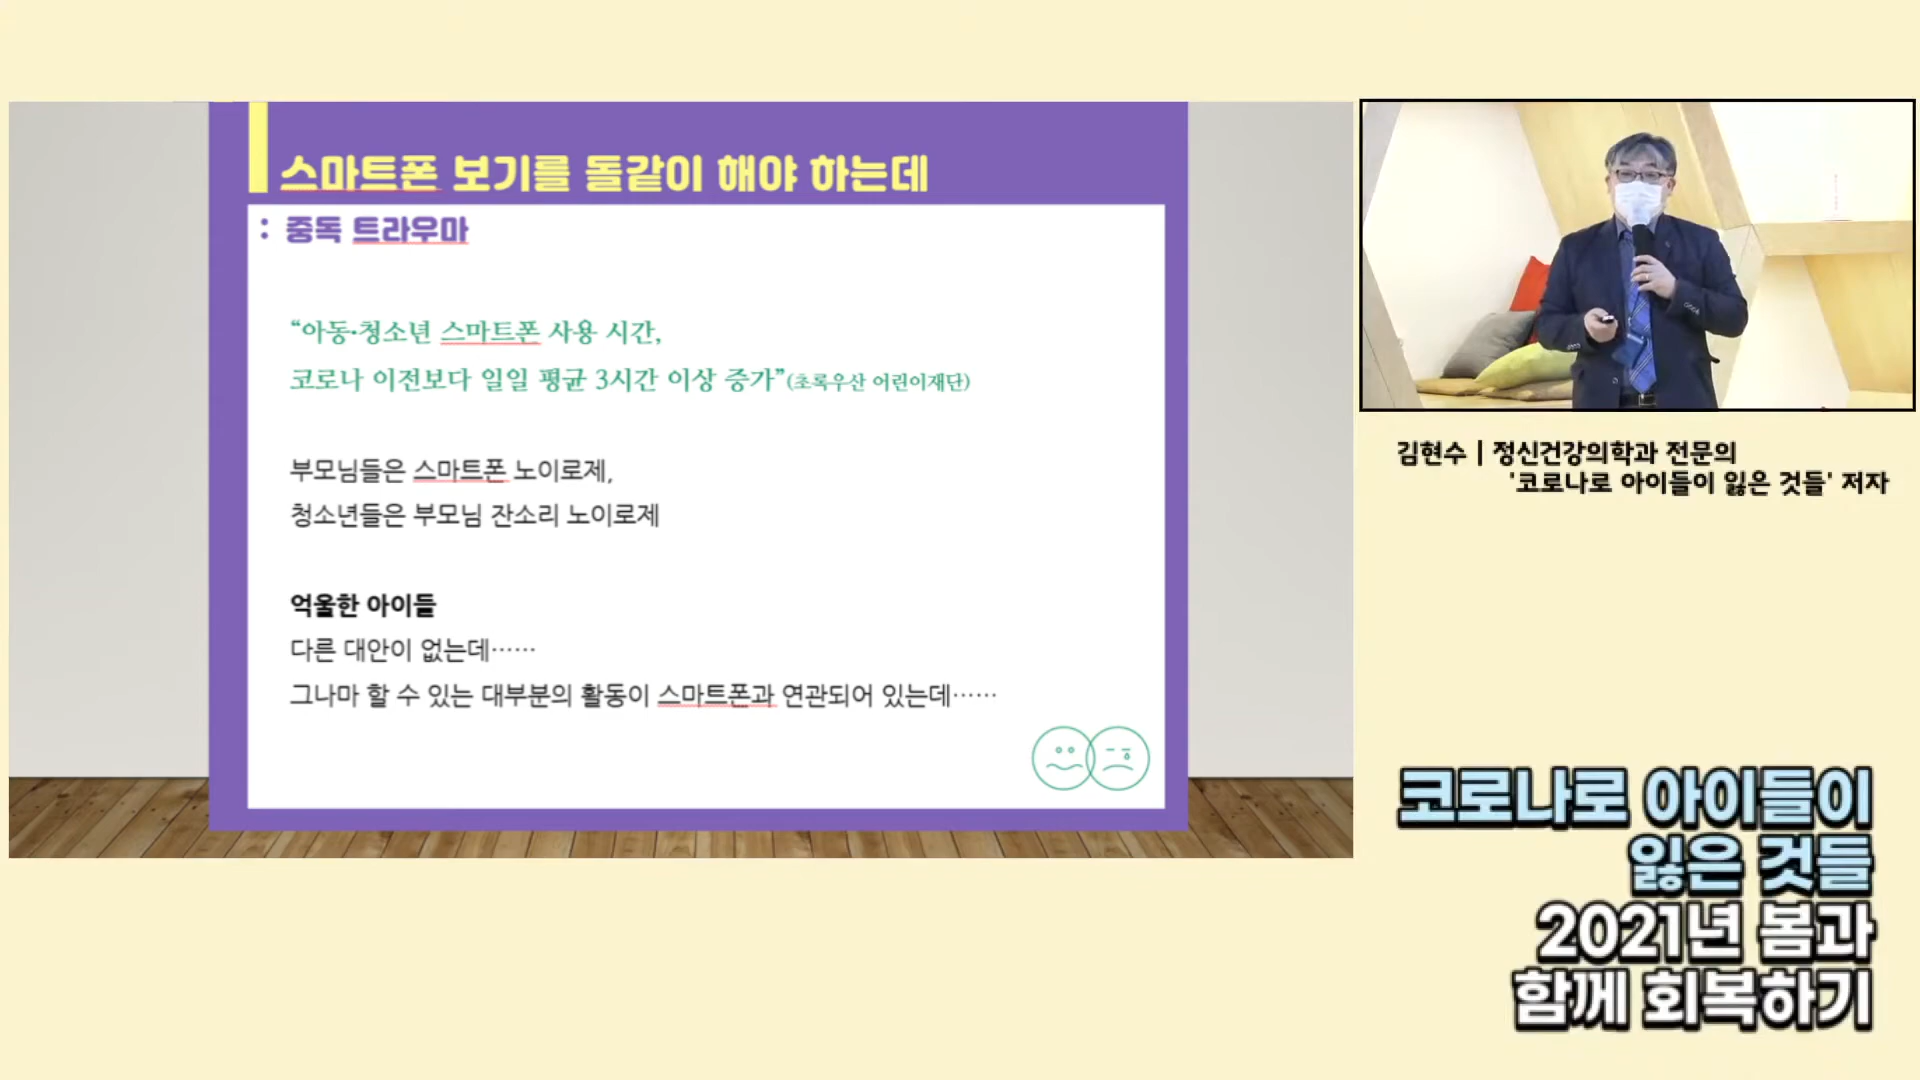 스마트폰 보기를 돌같이 해야 하는데
: 중독 트라우마
“아동·청소년 스마트폰 사용 시간,
코로나 이전보다 일일 평균 3시간 이상 증가”(초록우산 어린이재단)
부모님들은 스마트폰 노이로제,
청소년들은 부모님 잔소리 노이로제
억울한 아이들
다른 대안이 없는데……
그나마 할 수 있는 대부분의 활동이 스마트폰과 연관되어 있는데……
김현수 | 정신건강의학과 전문의
'코로나로 아이들이 잃은 것들' 저자
코로나로 아이들이
잃은 것들
2021년 봄과
함께 회복하기